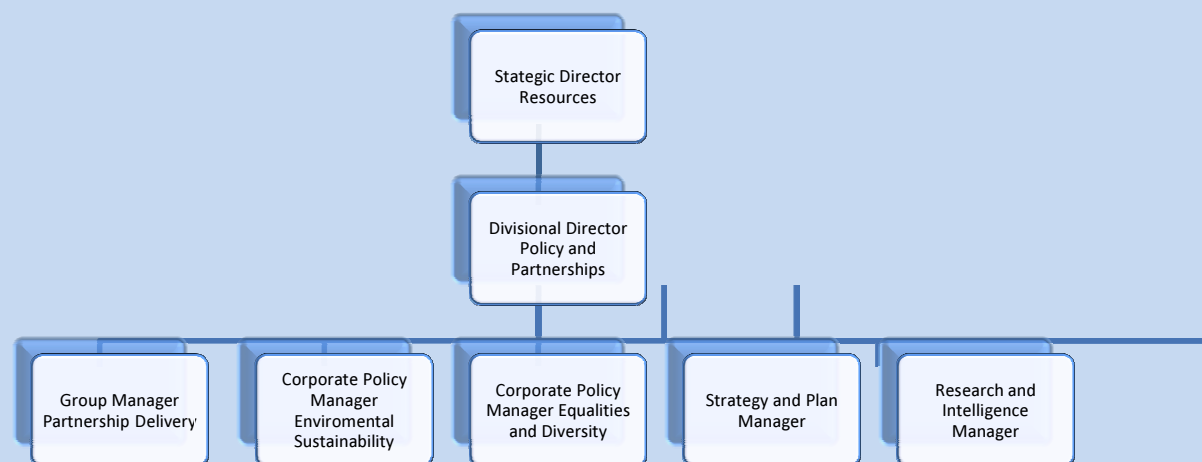 Stategic Director
Resources
Divisional Director
Policy and
Partnerships
Group Manager
Partnership Delivery
Corporate Policy
Manager
Enviromental
Sustainability
Corporate Policy
Manager Equalities
and Diversity
Strategy and Plan
Manager
Research and
Intelligence
Manager